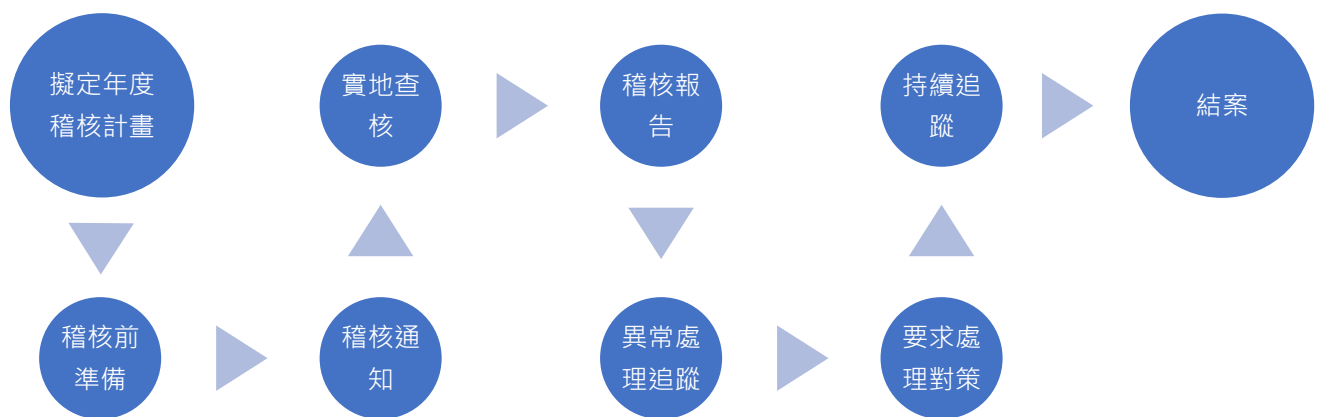 擬定年度
稽核計畫
稽核前
準備
稽核通
知
實地查
核
稽核報
告
異常處
理追蹤
要求處
理對策
持續追
蹤
結案